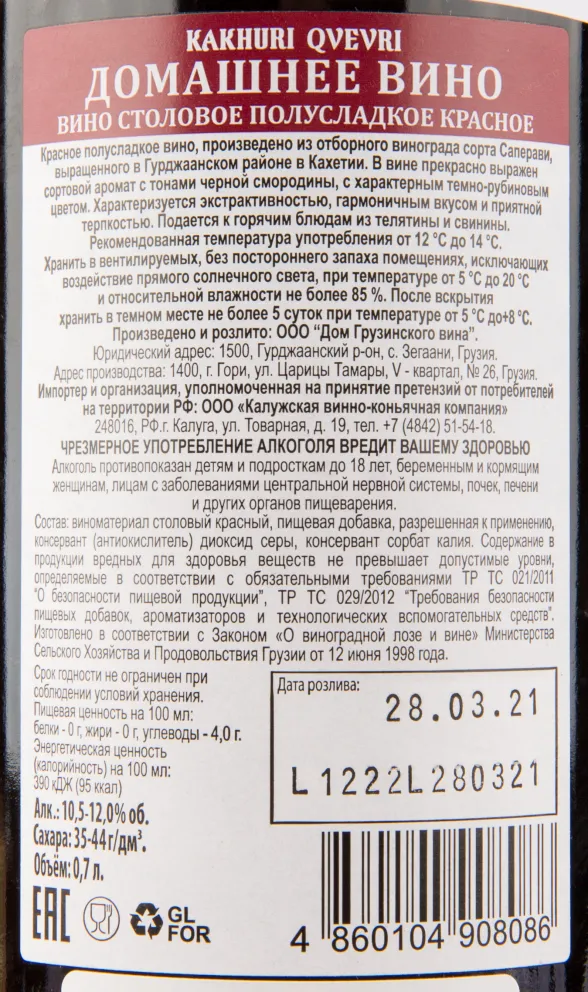 KAKHURI QVEVRI
ДОМАШНЕЕ ВИНО
ВИНО СТОЛОВОЕ ПОЛУСЛАДКОЕ КРАСНОЕ
Красное полусладкое вино, произведено из отборного винограда сорта Саперави,
выращенного в Гурджаанском районе в Кахетии. В вине прекрасно выражен
сортовой аромат с тонами черной смородины, с характерным темно-рубиновым
цветом. Характеризуется экстрактивностью, гармоничным вкусом и приятной
терпкостью. Подается к горячим блюдам из телятины и свинины.
Рекомендованная температура употребления от 12 °С до 14 °С.
Хранить в вентилируемых, без постороннего запаха помещениях, исключающих
воздействие прямого солнечного света, при температуре от 5 °С до 20 °С
и относительной влажности не более 85 %. После вскрытия
хранить в темном месте не более 5 суток при температуре от 5 °С до+8 °С.
Произведено и розлито: ООО "Дом Грузинского вина".
Юридический адрес: 1500, Гурджаанский р-он, с. Зегаани, Грузия.
Адрес производства: 1400, г. Гори, ул. Царицы Тамары, V - квартал, № 26, Грузия.
Импортер и организация, уполномоченная на принятие претензий от потребителей
на территории РФ: ООО «Калужская винно-коньячная компания»
248016, РФ.г. Калуга, ул. Товарная, д. 19, тел. +7 (4842) 51-54-18.
ЧРЕЗМЕРНОЕ УПОТРЕБЛЕНИЕ АЛКОГОЛЯ ВРЕДИТ ВАШЕМУ ЗДОРОВЬЮ
Алкоголь противопоказан детям и подросткам до 18 лет, беременным и кормящим
женщинам, лицам с заболеваниями центральной нервной системы, почек, печени
и других органов пищеварения.
Состав: виноматериал столовый красный, пищевая добавка, разрешенная к применению,
консервант (антиокислитель) диоксид серы, консервант сорбат калия. Содержание в
продукции вредных для здоровья веществ не превышает допустимые уровни,
определяемые в соответствии с обязательными требованиями ТР ТС 021/2011
"О безопасности пищевой продукции", ТР ТС 029/2012 "Требования безопасности
пищевых добавок, ароматизаторов и технологических вспомогательных средств".
Изготовлено в соответствии с Законом «О виноградной лозе и вине» Министерства
Сельского Хозяйства и Продовольствия Грузии от 12 июня 1998 года.
Срок годности не ограничен при
соблюдении условий хранения.
Пищевая ценность на 100 мл:
белки - 0 г, жири - 0 г, углеводы - 4,0 г.
Энергетическая ценность
(калорийность) на 100 мл:
390 кДЖ (95 ккал)
Алк.: 10,5-12,0% об.
Сахара: 35-44 г/дм³.
Объём: 0,7 л.
Дата розлива:
28.03.21
L1222L280321
EAC
GL
FOR
4 860104 908086